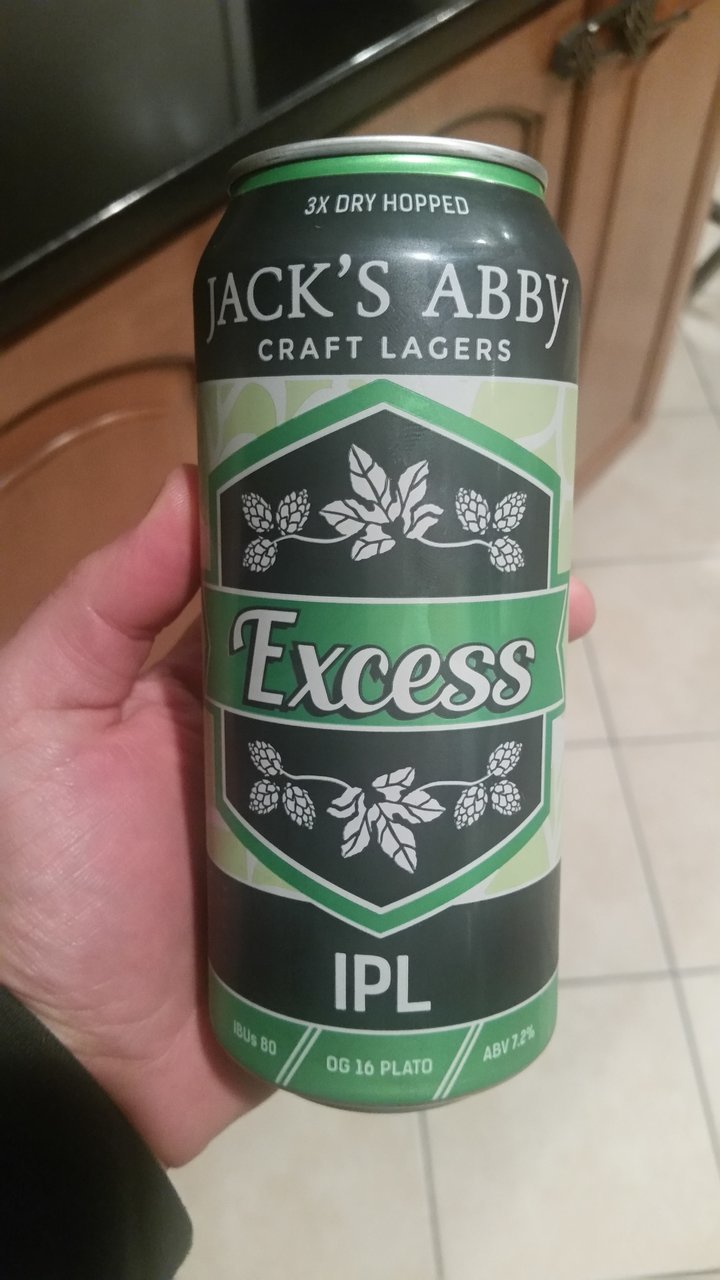 3X DRY HOPPED
JACK'S ABBY
CRAFT LAGERS
Excess
IPL
IBUs 80
OG 16 PLATO
ABV 7.2%